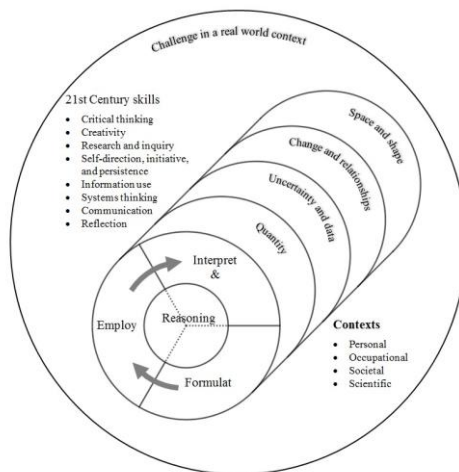 Challenge in a real world context
21st Century skills
• Critical thinking
• Creativity
• Research and inquiry
• Self-direction, initiative,
and persistence
• Information use
• Systems thinking
• Communication
• Reflection
Space and shape
Change and relationships
Uncertainty and data
Quantity
Interpret
&
Reasoning
Employ
Formulat
Contexts
• Personal
• Occupational
• Societal
• Scientific